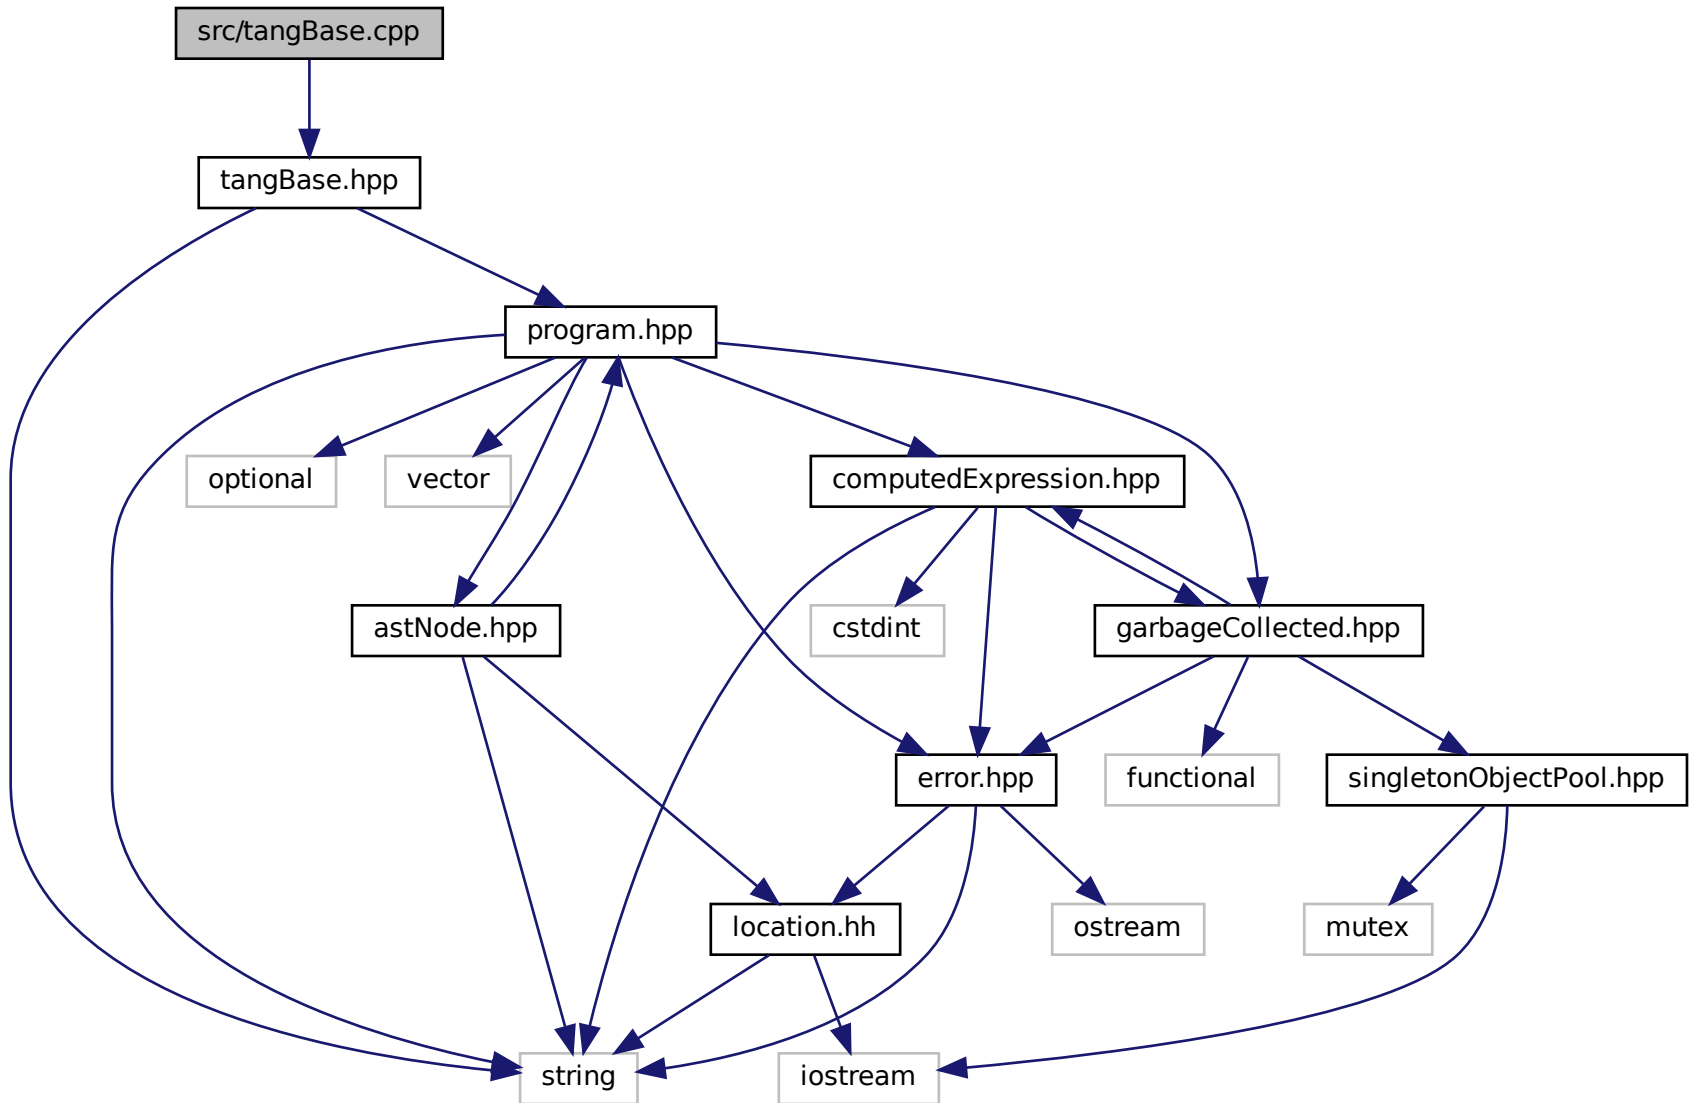 src/tangBase.cpp
tangBase.hpp
program.hpp
optional
vector
computedExpression.hpp
astNode.hpp
cstdint
garbageCollected.hpp
error.hpp
functional
singletonObjectPool.hpp
location.hh
ostream
mutex
string
iostream